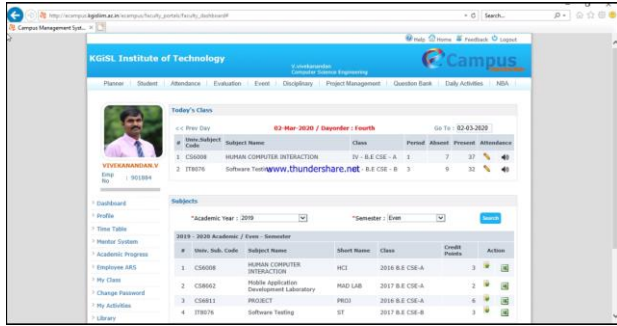 http://ecampus.kgislim.ac.in/ecampus/faculty_portals/faculty_dashboard#
Search...
Campus Management Syst...
Help Home Feedback Logout
KGiSL Institute of Technology
V.vivekanandan
Computer Science Engineering
eCampus
Planner Student Attendance Evaluation Event Disciplinary Project Management Question Bank Daily Activities NBA
Today's Class
<< Prev Day 02-Mar-2020 / Dayorder : Fourth Go To : 02-03-2020
# Univ.Subject Code Subject Name Class Period Absent Present Attendance
1 CS6008 HUMAN COMPUTER INTERACTION IV - B.E CSE - A 1 7 37
2 IT8076 Software Testing - B.E CSE - B 3 0 32
www.thundershare.net
VIVEKANANDAN.V
Emp No : 901084
Dashboard
Profile
Time Table
Mentor System
Academic Progress
Employee ARS
My Class
Change Password
My Activities
Library
Subjects
*Academic Year : 2019 *Semester : Even Search
2019 - 2020 Academic / Even - Semester
# Univ. Sub. Code Subject Name Short Name Class Credit Points Action
1 CS6008 HUMAN COMPUTER INTERACTION HCI 2016 B.E CSE-A 3
2 CS8662 Mobile Application Development Laboratory MAD LAB 2017 B.E CSE-A 2
3 CS6811 PROJECT PROJ 2016 B.E CSE-A 6
4 IT8076 Software Testing ST 2017 B.E CSE-B 3